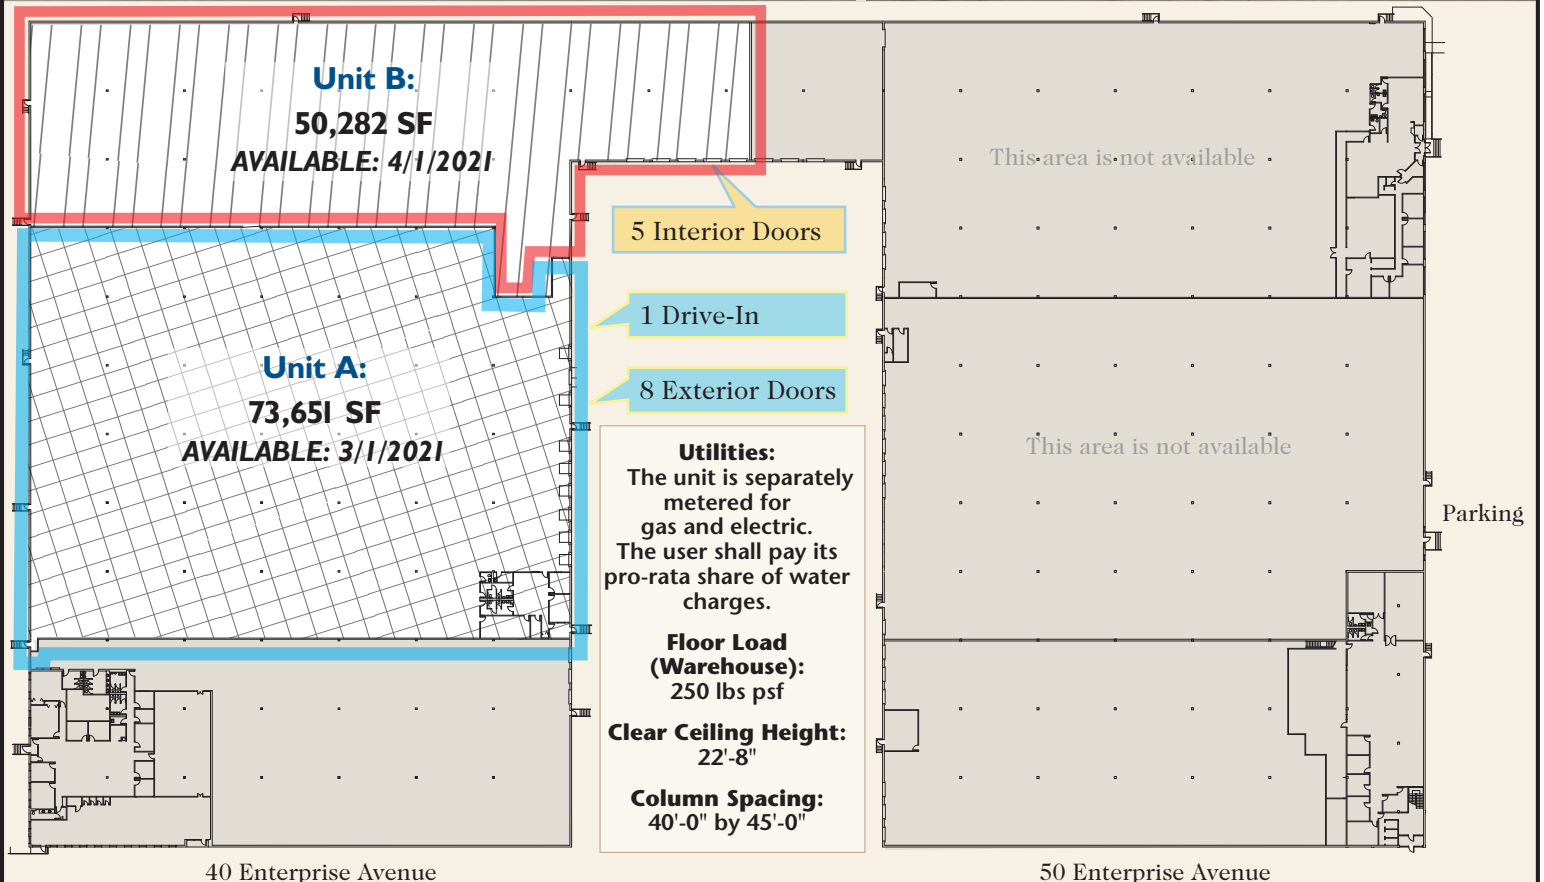 Unit B:
50,282 SF
AVAILABLE: 4/1/2021
This area is not available
5 Interior Doors
1 Drive-In
Unit A:
73,651 SF
AVAILABLE: 3/1/2021
8 Exterior Doors
This area is not available
Utilities:
The unit is separately
metered for
gas and electric.
The user shall pay its
pro-rata share of water
charges.
Floor Load
(Warehouse):
250 lbs psf
Clear Ceiling Height:
22'-8"
Column Spacing:
40'-0" by 45'-0"
Parking
40 Enterprise Avenue
50 Enterprise Avenue